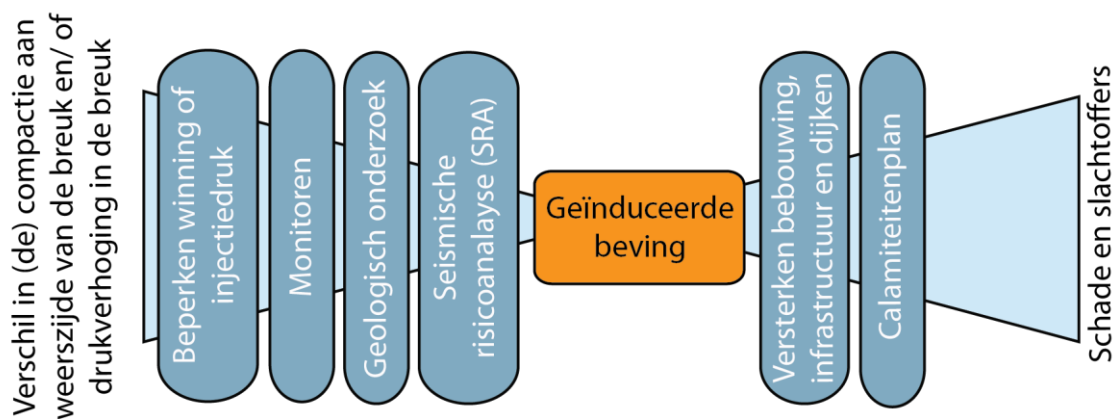 Verschil in (de) compactie aan
weerszijde van de breuk en/ of
drukverhoging in de breuk
Beperken winning of
injectiedruk
Monitoren
Geologisch onderzoek
Seismische
risicoanalayse (SRA)
Geïnduceerde
beving
Versterken bebouwing,
infrastructuur en dijken
Calamiteitenplan
Schade en slachtoffers